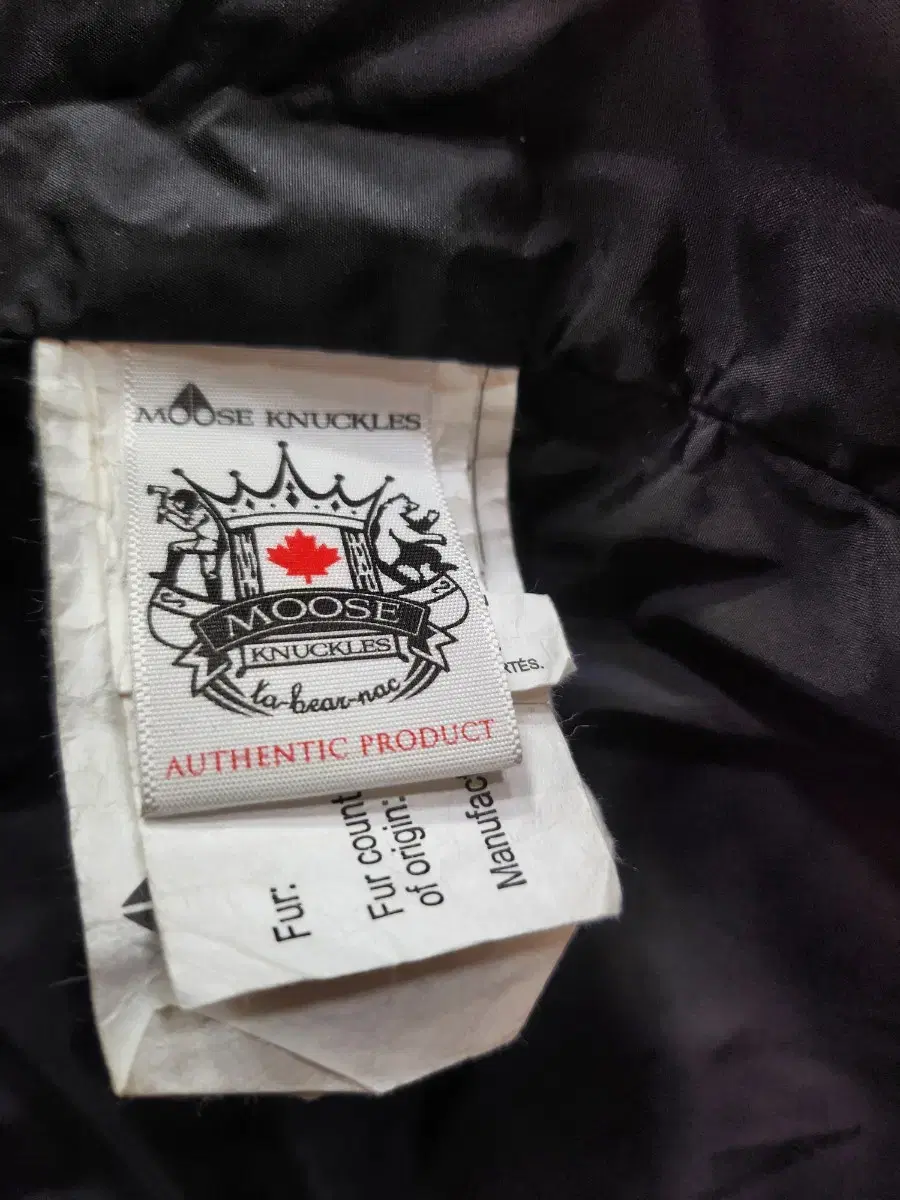 MOOSE KNUCKLES
MOOSE
KNUCKLES
ta-bear-nac
AUTHENTIC PRODUCT
Fur:
Fur count
of origin:
Manufac
RTÉS.